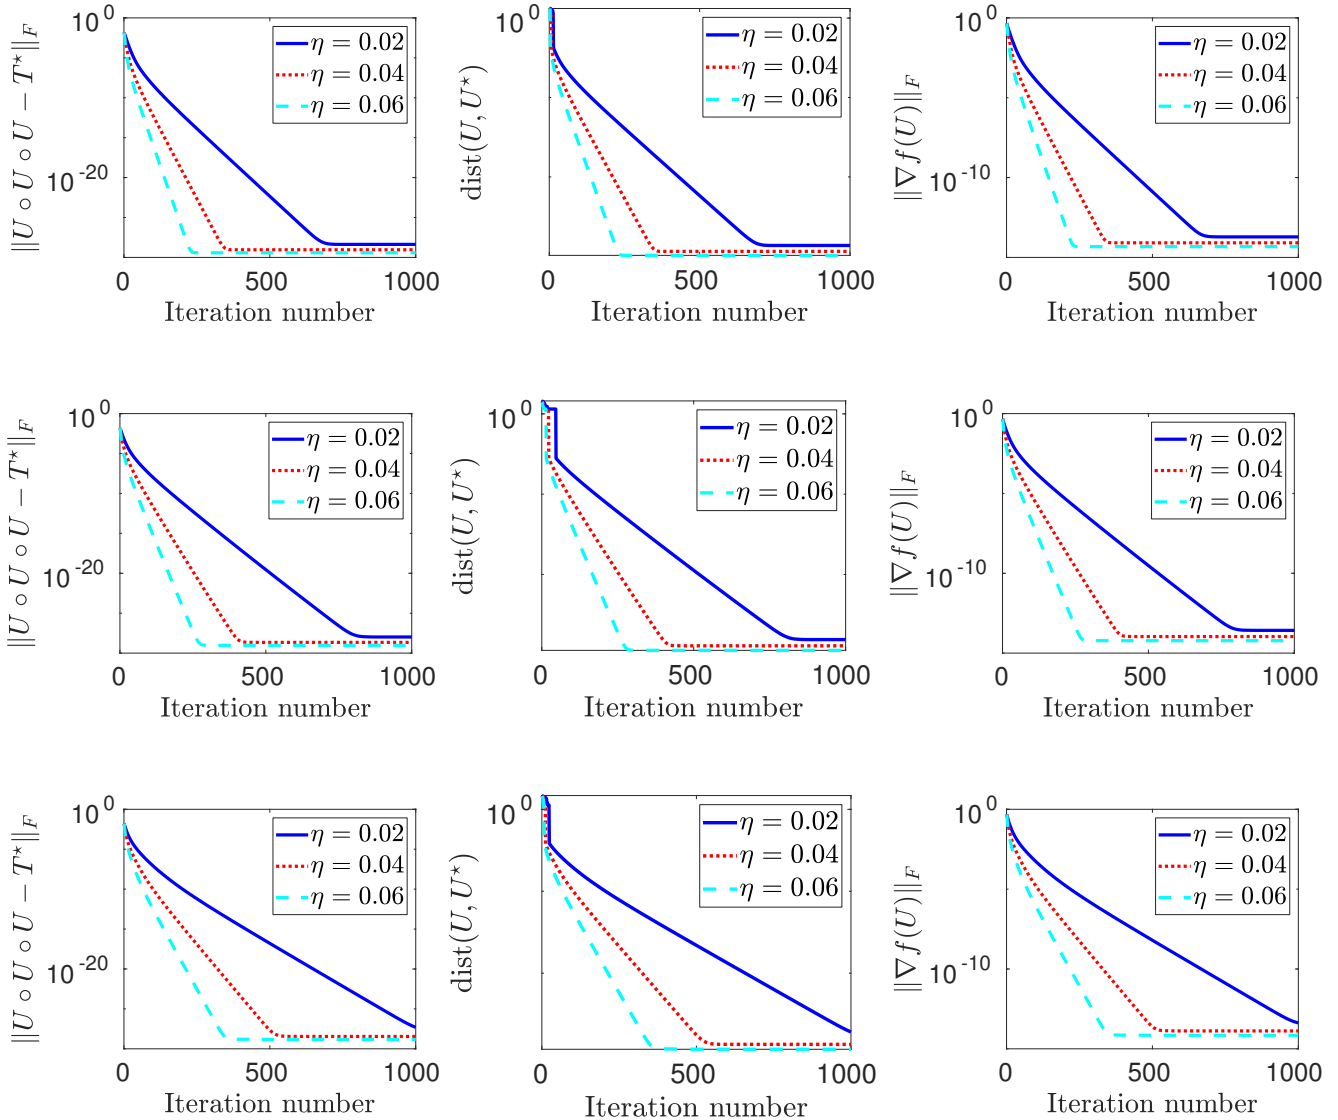 ‖U ∘ U ∘ U − T⋆‖_F
10^0
10^-20
η = 0.02
η = 0.04
η = 0.06
0 500 1000
Iteration number
dist(U, U⋆)
10^0
η = 0.02
η = 0.04
η = 0.06
0 500 1000
Iteration number
‖∇f(U)‖_F
10^0
10^-10
η = 0.02
η = 0.04
η = 0.06
0 500 1000
Iteration number
‖U ∘ U ∘ U − T⋆‖_F
10^0
10^-20
η = 0.02
η = 0.04
η = 0.06
0 500 1000
Iteration number
dist(U, U⋆)
10^0
η = 0.02
η = 0.04
η = 0.06
0 500 1000
Iteration number
‖∇f(U)‖_F
10^0
10^-10
η = 0.02
η = 0.04
η = 0.06
0 500 1000
Iteration number
‖U ∘ U ∘ U − T⋆‖_F
10^0
10^-20
η = 0.02
η = 0.04
η = 0.06
0 500 1000
Iteration number
dist(U, U⋆)
10^0
η = 0.02
η = 0.04
η = 0.06
0 500 1000
Iteration number
‖∇f(U)‖_F
10^0
10^-10
η = 0.02
η = 0.04
η = 0.06
0 500 1000
Iteration number